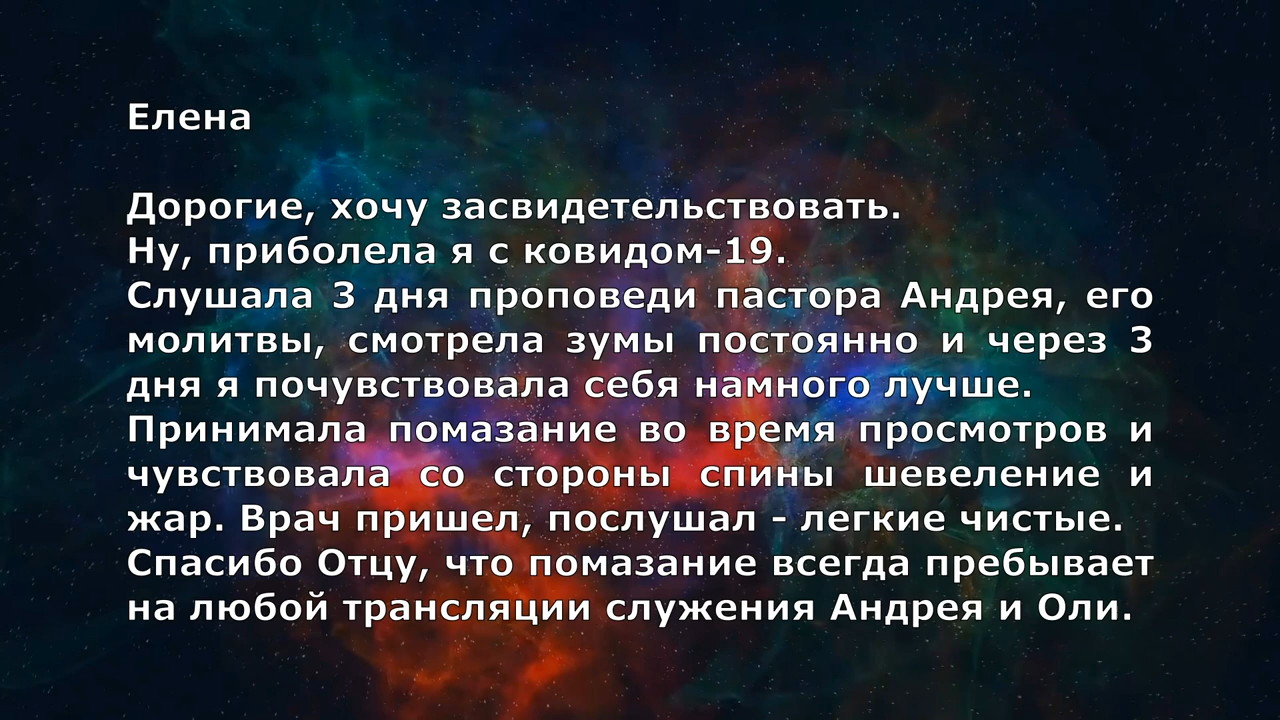 Елена
Дорогие, хочу засвидетельствовать.
Ну, приболела я с ковидом-19.
Слушала 3 дня проповеди пастора Андрея, его
молитвы, смотрела зумы постоянно и через 3
дня я почувствовала себя намного лучше.
Принимала помазание во время просмотров и
чувствовала со стороны спины шевеление и
жар. Врач пришел, послушал - легкие чистые.
Спасибо Отцу, что помазание всегда пребывает
на любой трансляции служения Андрея и Оли.